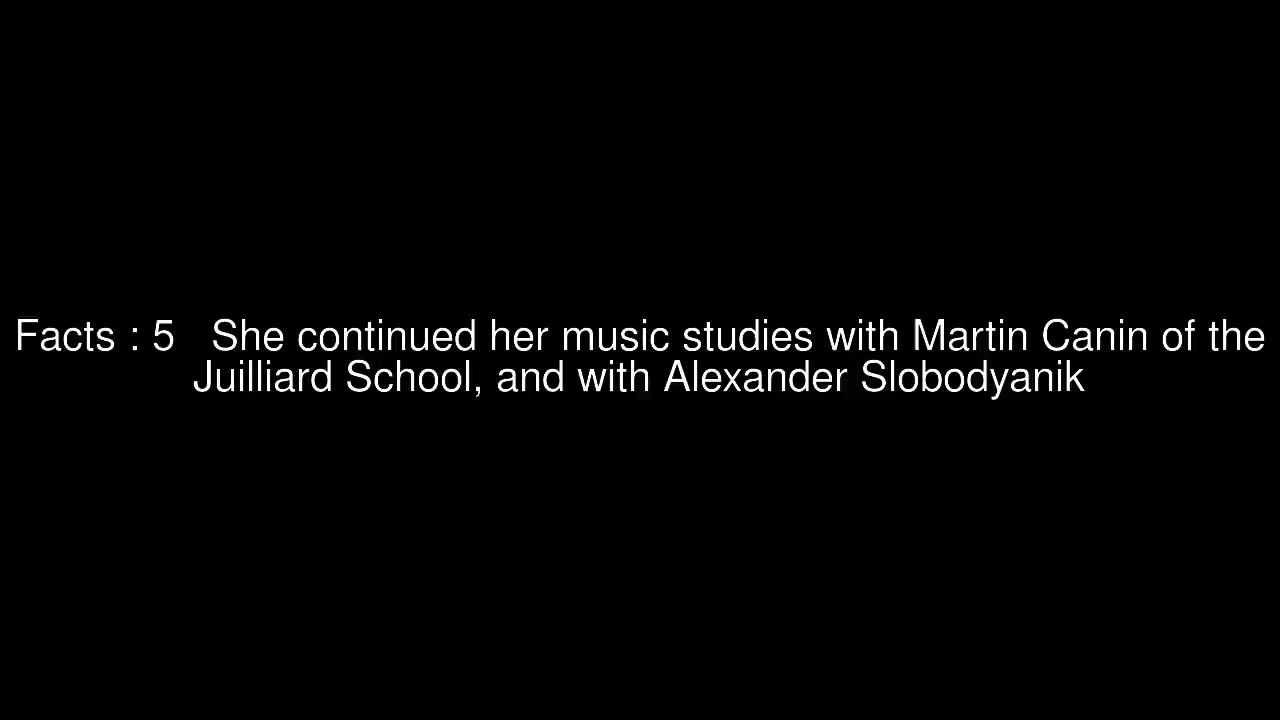 Facts : 5   She continued her music studies with Martin Canin of the
Juilliard School, and with Alexander Slobodyanik